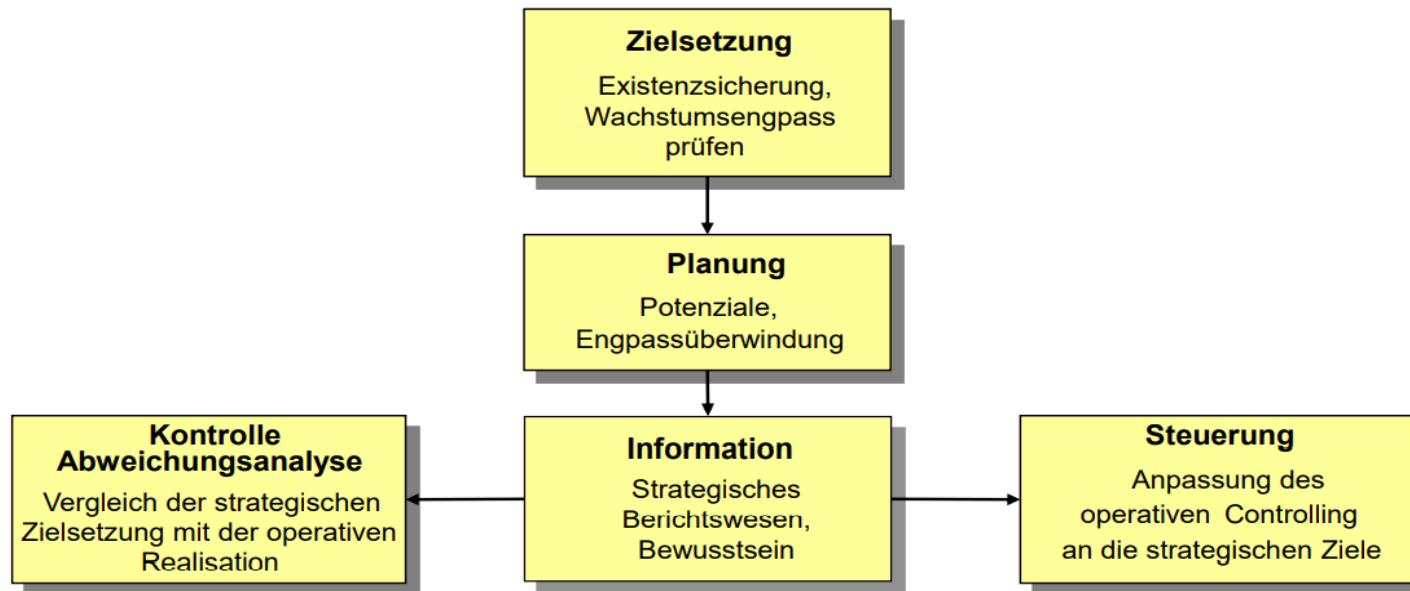 Zielsetzung
Existenzsicherung,
Wachstumsengpass
prüfen
Planung
Potenziale,
Engpassüberwindung
Kontrolle
Abweichungsanalyse
Vergleich der strategischen
Zielsetzung mit der operativen
Realisation
Information
Strategisches
Berichtswesen,
Bewusstsein
Steuerung
Anpassung des
operativen Controlling
an die strategischen Ziele